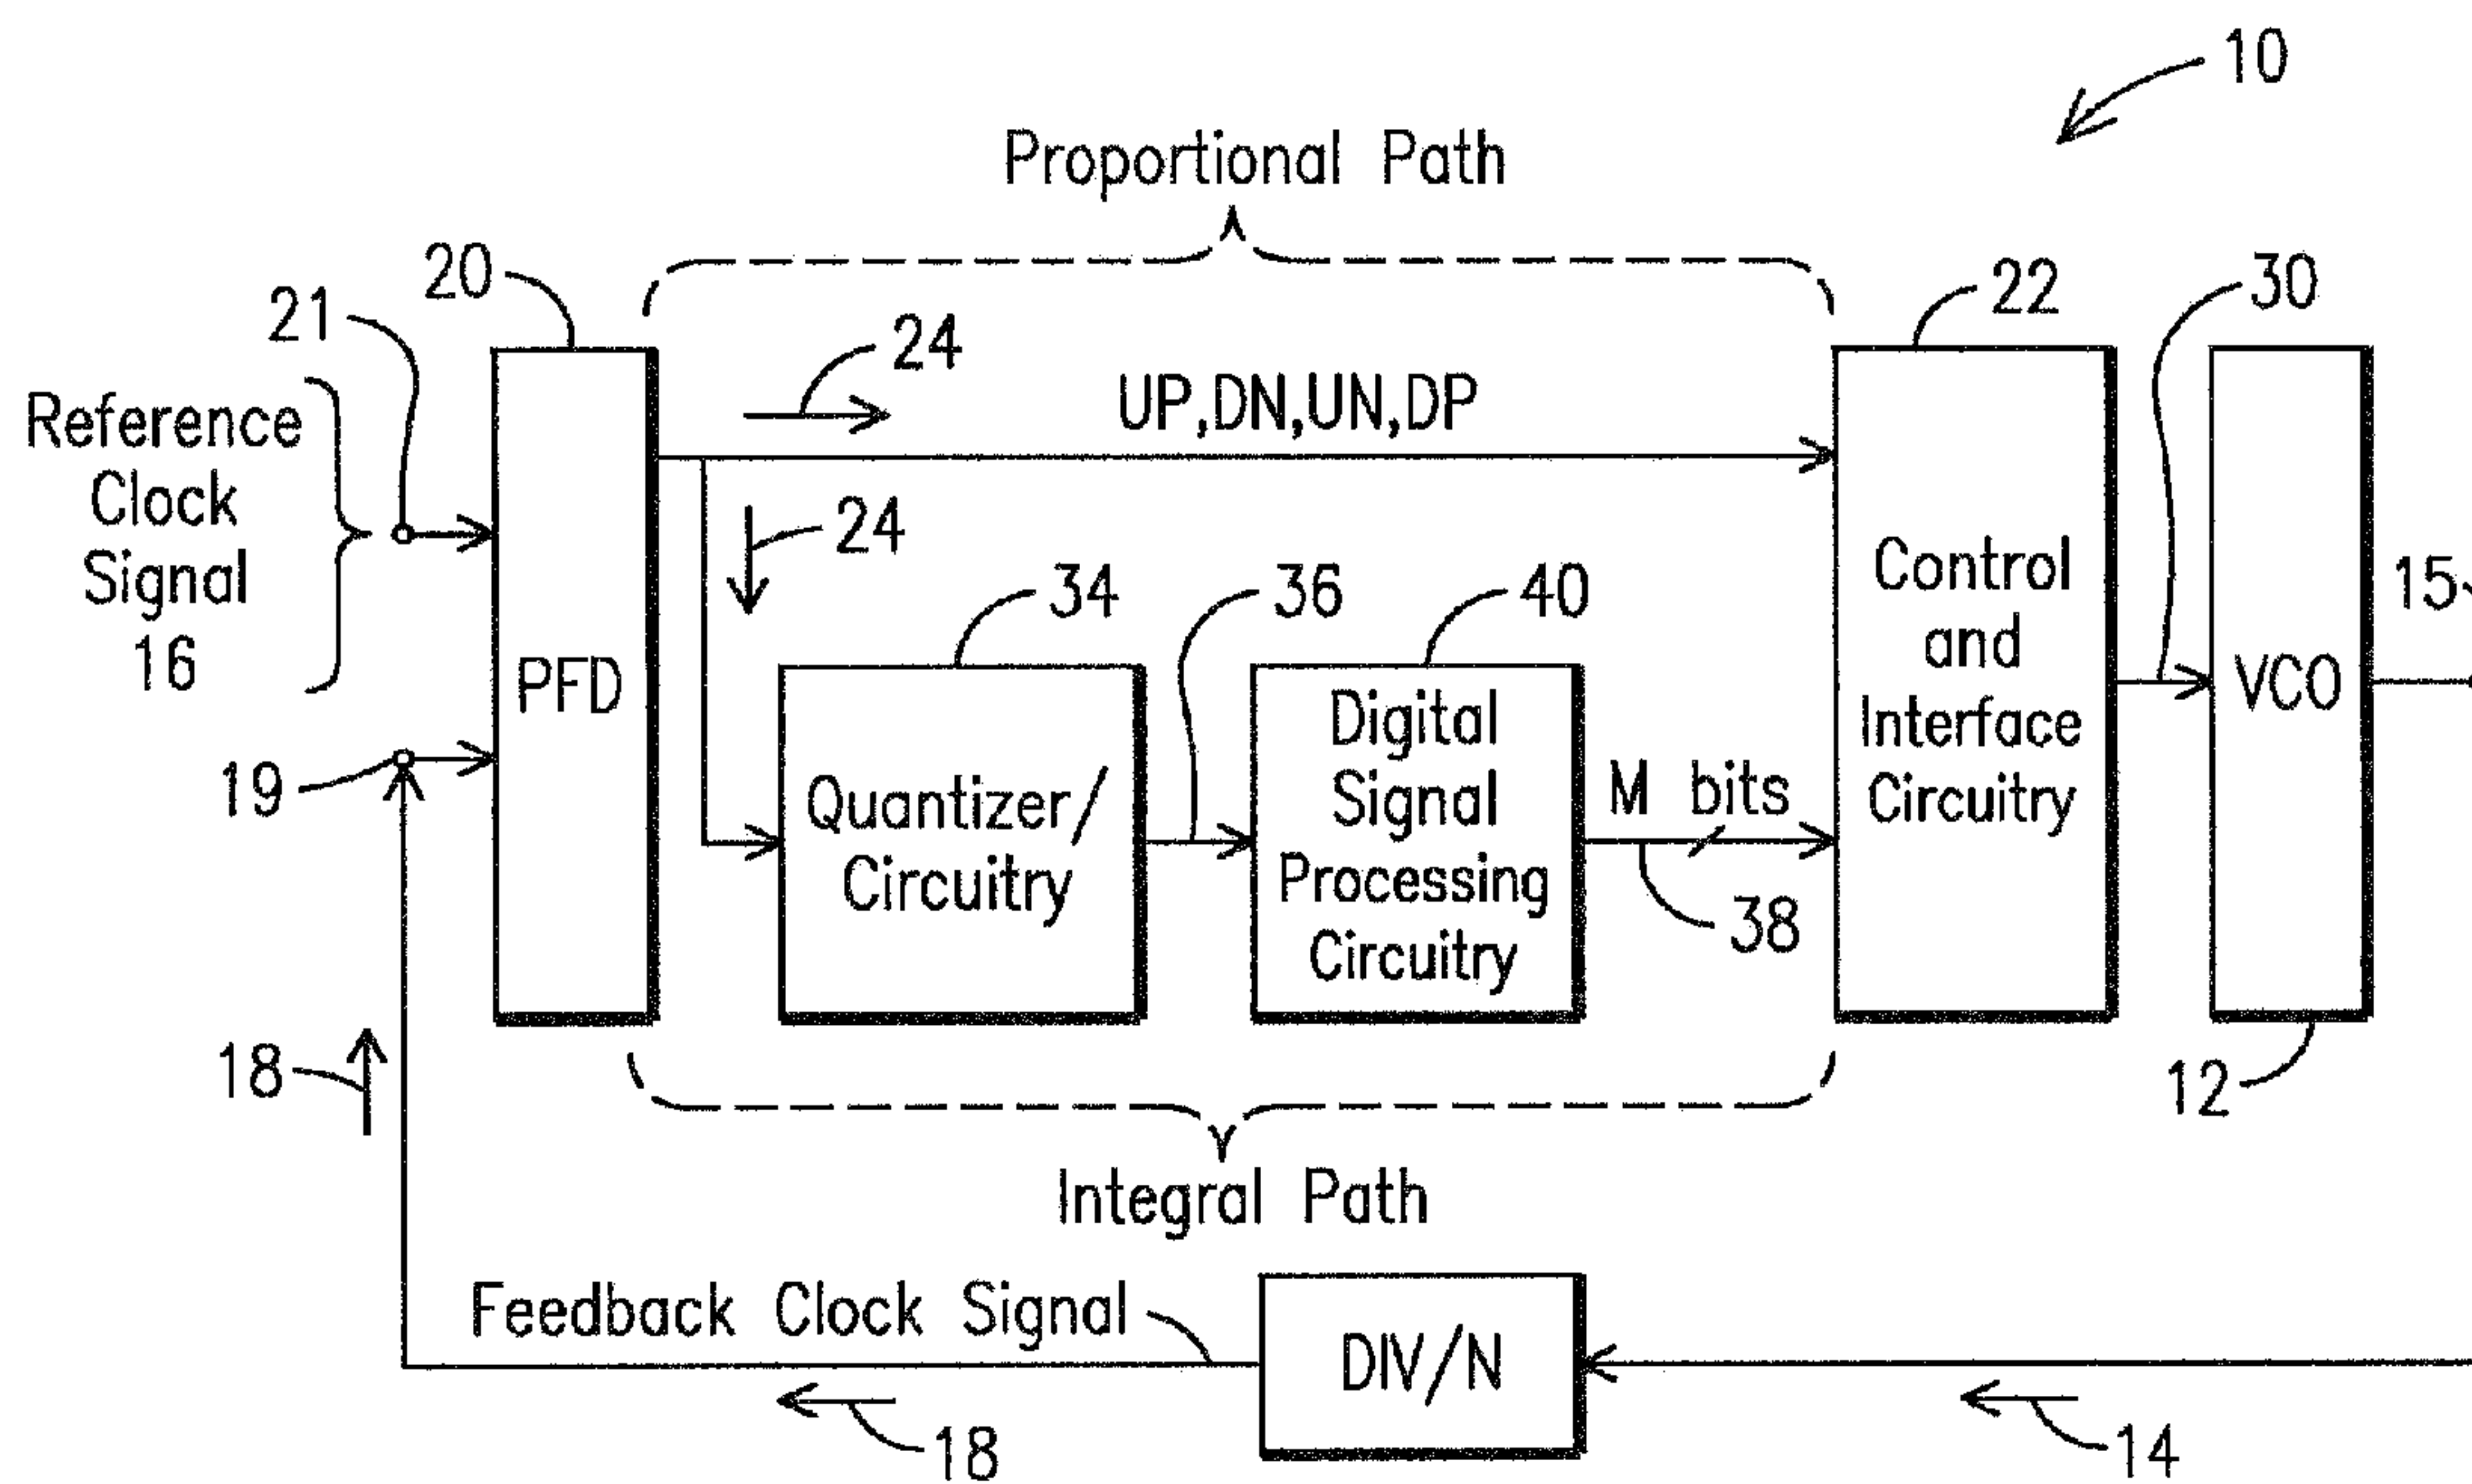 10
Proportional Path
20
21
24
22
30
Reference
Clock
Signal
16
UP,DN,UN,DP
24
PFD
34
36
40
Quantizer/
Circuitry
Digital
Signal
Processing
Circuitry
M bits
38
Control
and
Interface
Circuitry
VCO
15
19
18
12
Integral Path
Feedback Clock Signal
DIV/N
18
14